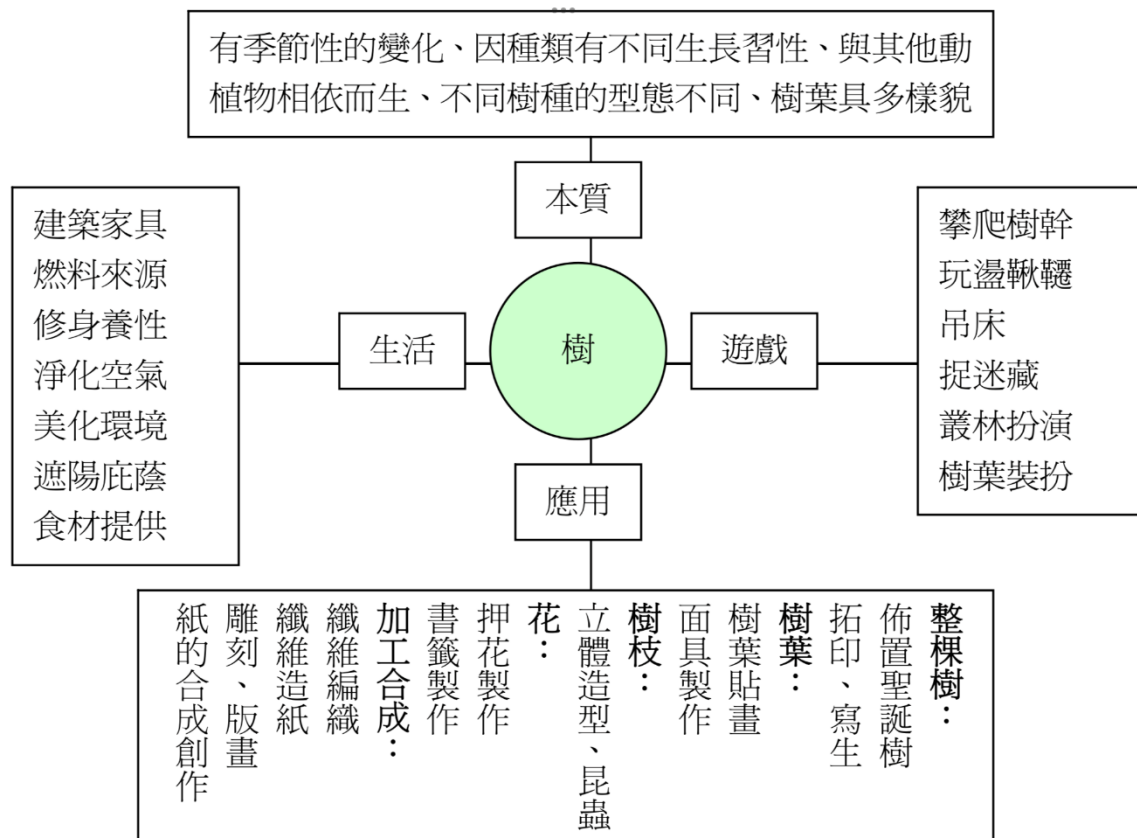 有季節性的變化、因種類有不同生長習性、與其他動
植物相依而生、不同樹種的型態不同、樹葉具多樣貌
本質
建築家具
燃料來源
修身養性
淨化空氣
美化環境
遮陽庇蔭
食材提供
生活
樹
遊戲
攀爬樹幹
玩盪鞦韆
吊床
捉迷藏
叢林扮演
樹葉裝扮
應用
整棵樹：
佈置聖誕樹
拓印、寫生
樹葉：
樹葉貼畫
面具製作
樹枝：
立體造型、昆蟲
花：
押花製作
書籤製作
加工合成：
纖維編織
纖維造紙
雕刻、版畫
紙的合成創作